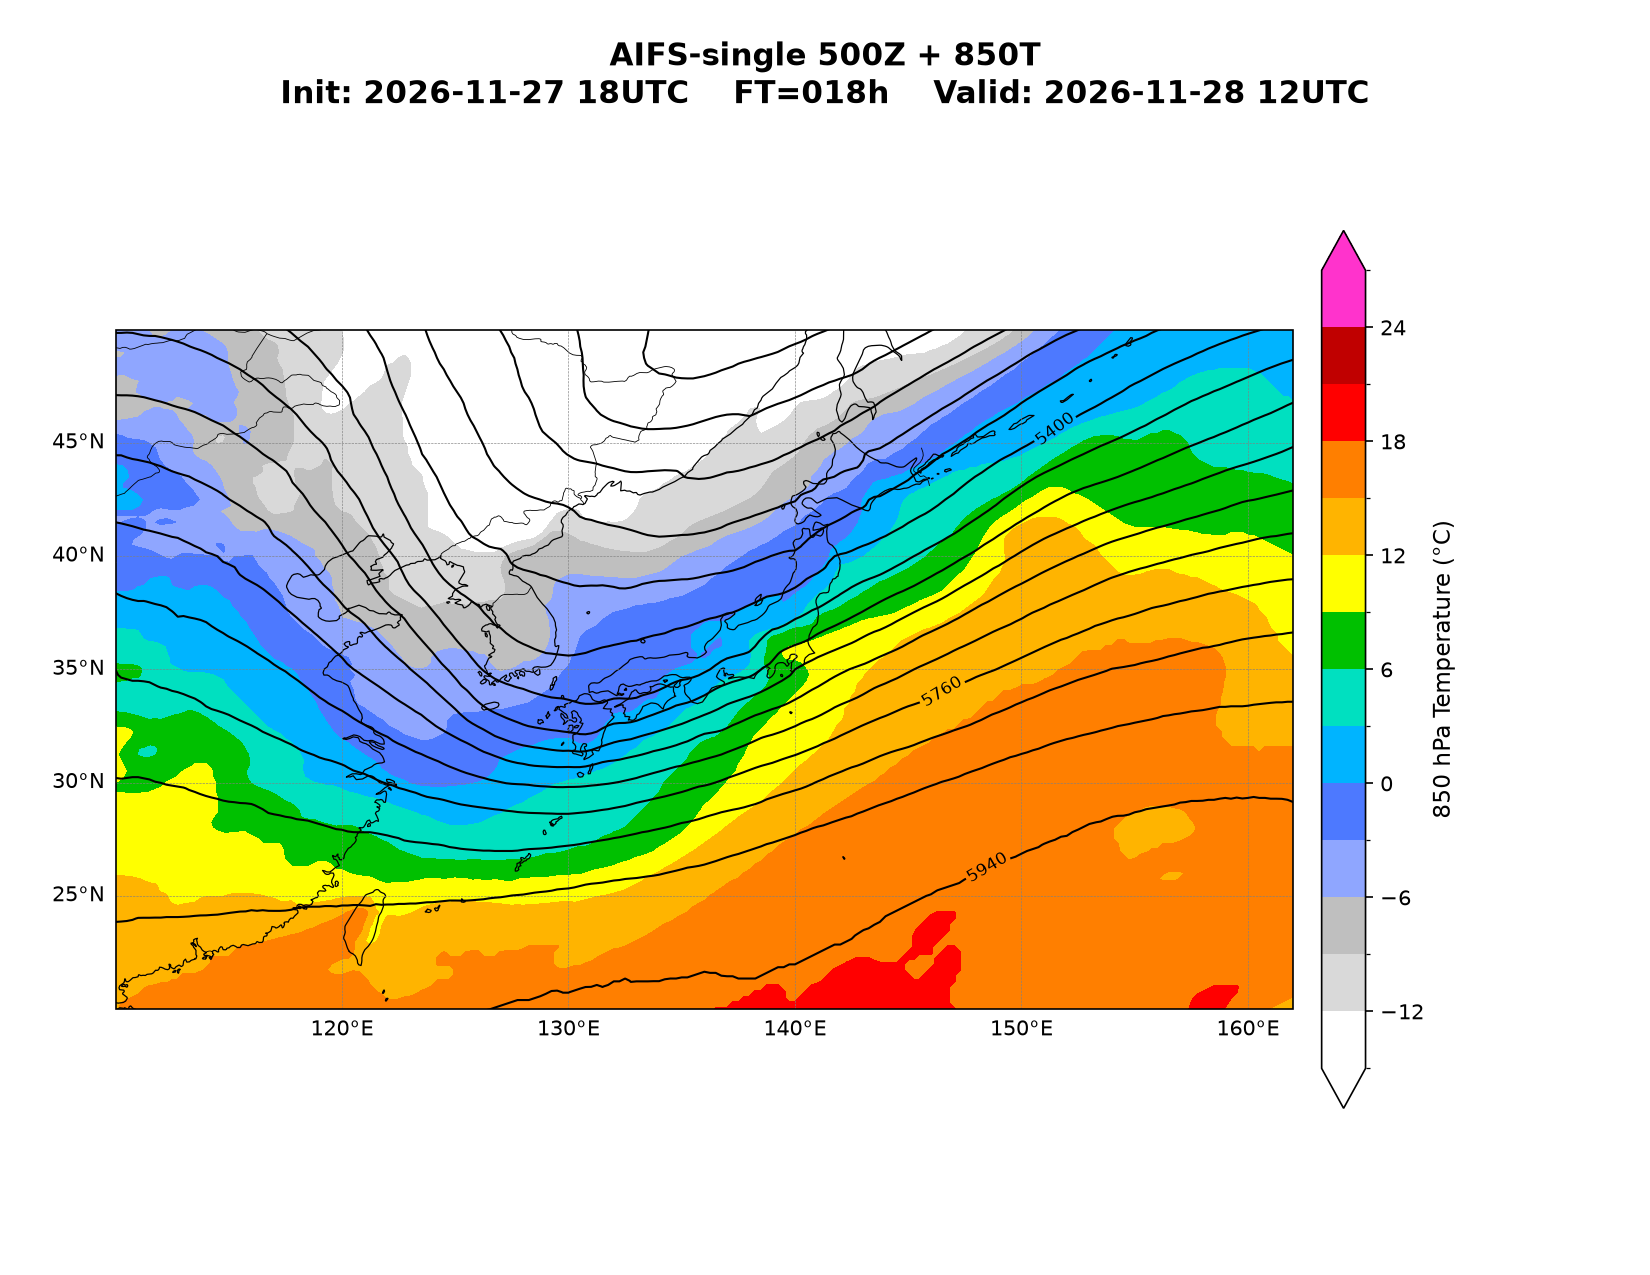 AIFS-single 500Z + 850T
Init: 2026-11-27 18UTC    FT=018h    Valid: 2026-11-28 12UTC
24
18
12
6
0
−6
−12
850 hPa Temperature (°C)
45°N
40°N
35°N
30°N
25°N
5400
5760
5940
120°E
130°E
140°E
150°E
160°E